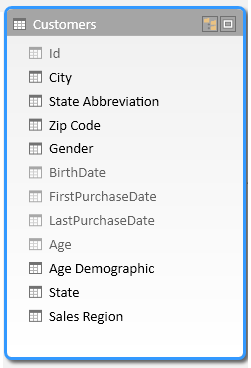 Customers
Id
City
State Abbreviation
Zip Code
Gender
BirthDate
FirstPurchaseDate
LastPurchaseDate
Age
Age Demographic
State
Sales Region